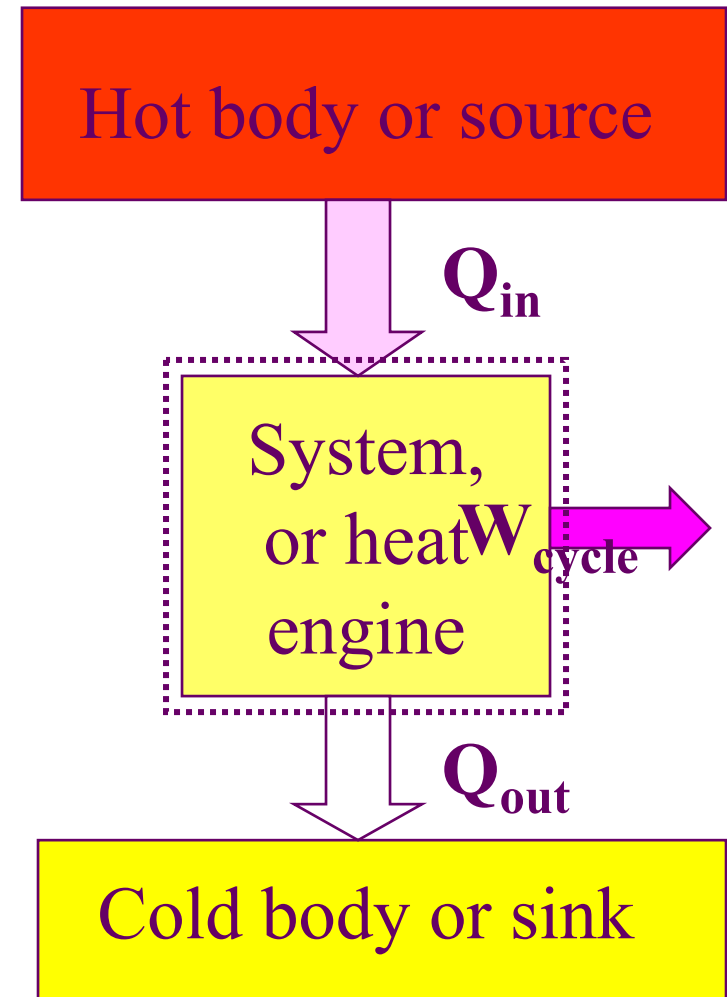 Hot body or source
Qin
System,
or heat
Wcycle
engine
Qout
Cold body or sink